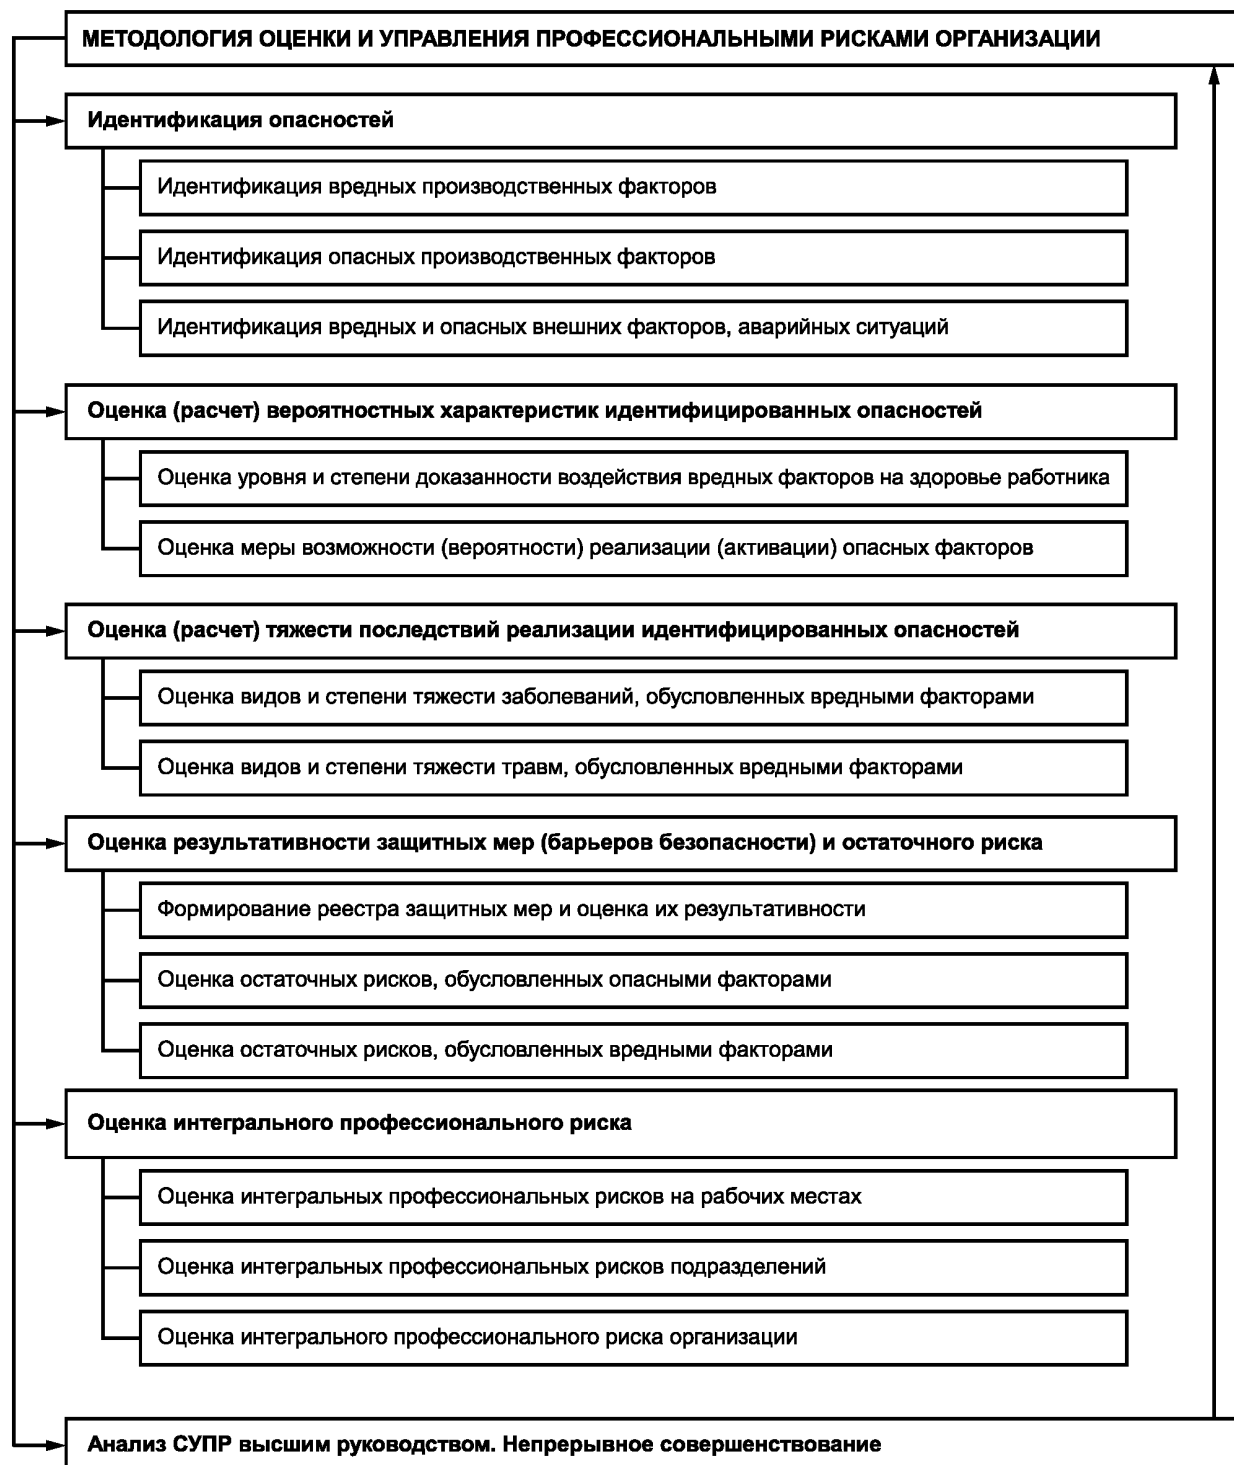 МЕТОДОЛОГИЯ ОЦЕНКИ И УПРАВЛЕНИЯ ПРОФЕССИОНАЛЬНЫМИ РИСКАМИ ОРГАНИЗАЦИИ
Идентификация опасностей
Идентификация вредных производственных факторов
Идентификация опасных производственных факторов
Идентификация вредных и опасных внешних факторов, аварийных ситуаций
Оценка (расчет) вероятностных характеристик идентифицированных опасностей
Оценка уровня и степени доказанности воздействия вредных факторов на здоровье работника
Оценка меры возможности (вероятности) реализации (активации) опасных факторов
Оценка (расчет) тяжести последствий реализации идентифицированных опасностей
Оценка видов и степени тяжести заболеваний, обусловленных вредными факторами
Оценка видов и степени тяжести травм, обусловленных вредными факторами
Оценка результативности защитных мер (барьеров безопасности) и остаточного риска
Формирование реестра защитных мер и оценка их результативности
Оценка остаточных рисков, обусловленных опасными факторами
Оценка остаточных рисков, обусловленных вредными факторами
Оценка интегрального профессионального риска
Оценка интегральных профессиональных рисков на рабочих местах
Оценка интегральных профессиональных рисков подразделений
Оценка интегрального профессионального риска организации
Анализ СУПР высшим руководством. Непрерывное совершенствование